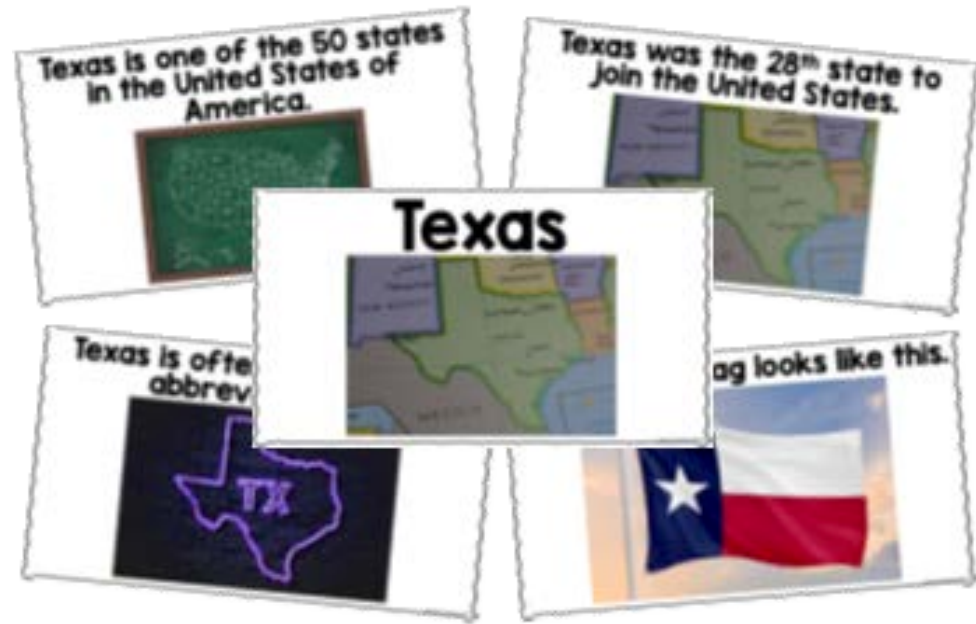 Texas is one of the 50 states
in the United States of
America.
Texas was the 28th state to
join the United States.
Texas
Texas is ofte
abbrev
ag looks like this.
TX